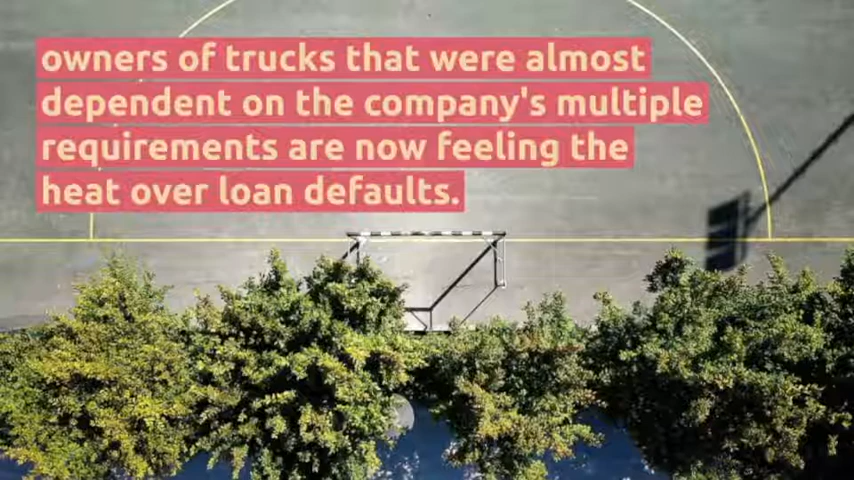 owners of trucks that were almost
dependent on the company's multiple
requirements are now feeling the
heat over loan defaults.